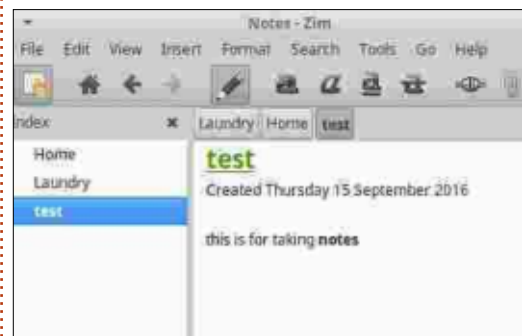 Notes - Zim
File Edit View Insert Format Search Tools Go Help
a a a a
Index Laundry Home test
Home
Laundry
test
test
Created Thursday 15 September 2016
this is for taking notes